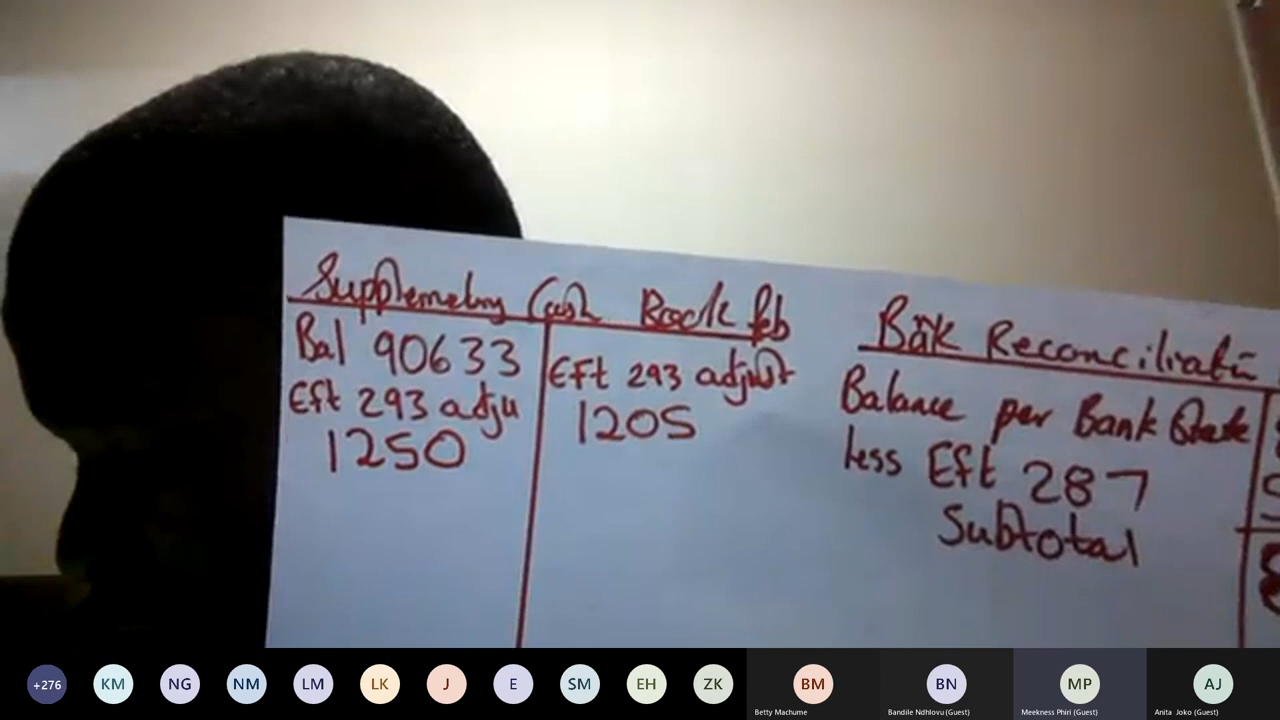 Supplemetny Cash Book feb
Bal 90633
Eft 293 adju
1250
Eft 293 adjust
1205
Bak Reconciliati
Balance per Bank State
less Eft 287
Subtotal
+276
KM
NG
NM
LM
LK
J
E
SM
EH
ZK
BM
BN
MP
AJ
Betty Machume
Bandile Ndhlovu (Guest)
Meekness Phiri (Guest)
Anita Joko (Guest)